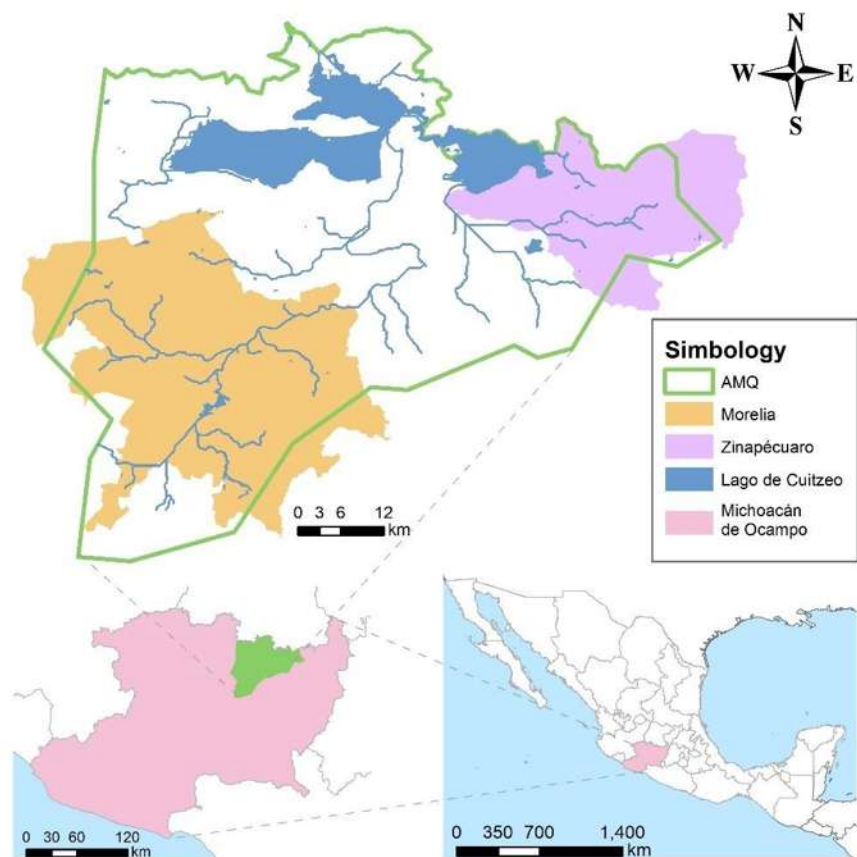 N
W E
S
Simbology
AMQ
Morelia
Zinapécuaro
Lago de Cuitzeo
Michoacán
de Ocampo
0 3 6 12
km
0 30 60 120
km
0 350 700 1,400
km